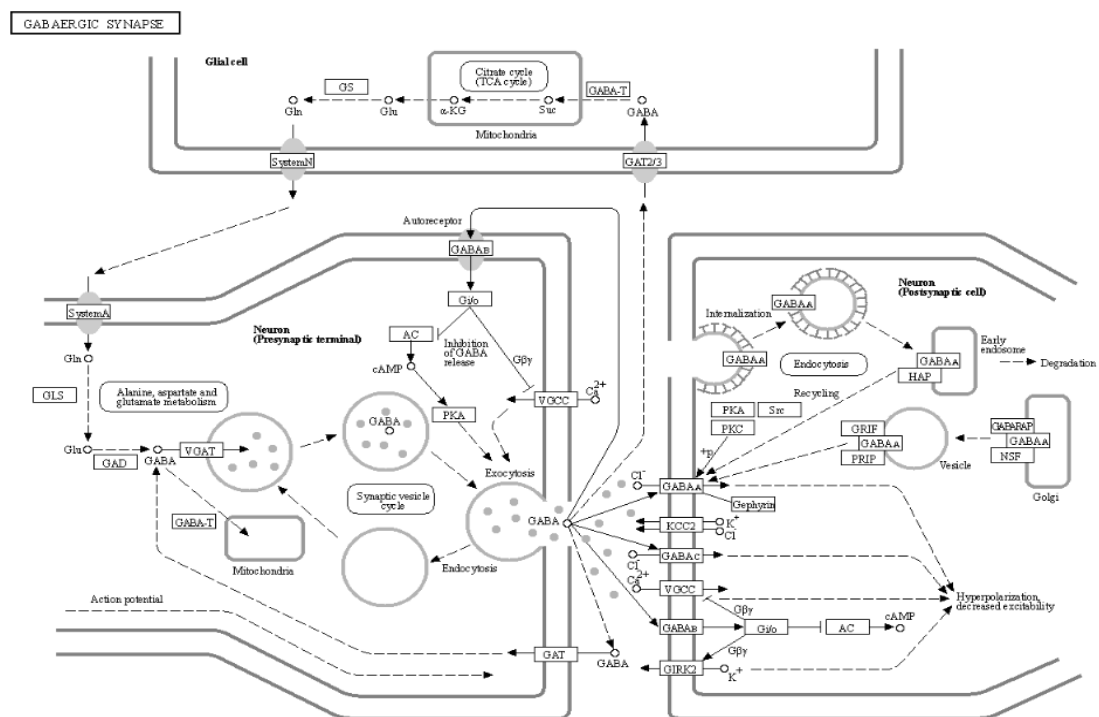 GABAERGIC SYNAPSE
Glial cell
Citrate cycle
(TCA cycle)
GS
GABA-T
Gln
Glu
α-KG
Suc
GABA
Mitochondria
SystemN
GAT2/3
Autoreceptor
GABAB
SystemA
Gi/o
Neuron
(Presynaptic terminal)
AC
Inhibition
of GABA
release
Gβγ
cAMP
Gln
GLS
Alanine, aspartate and
glutamate metabolism
PKA
VGCC
Ca2+
GABA
Glu
GAD
GABA
VGAT
Exocytosis
Synaptic vesicle
cycle
GABA
GABA-T
Mitochondria
Endocytosis
Action potential
GAT
GABA
Neuron
(Postsynaptic cell)
GABAA
Internalization
GABAA
Endocytosis
Early
endosome
GABAA
HAP
Degradation
Recycling
PKA
Src
PKC
+p
GRIF
GABAA
PRIP
Vesicle
GABARAP
GABAA
NSF
Golgi
Cl-
GABAA
Gephyrin
KCC2
K+
Cl
GABAC
Cl-
Ca2+
VGCC
Hyperpolarization,
decreased excitability
Gβγ
GABAB
Gi/o
AC
cAMP
Gβγ
GIRK2
K+